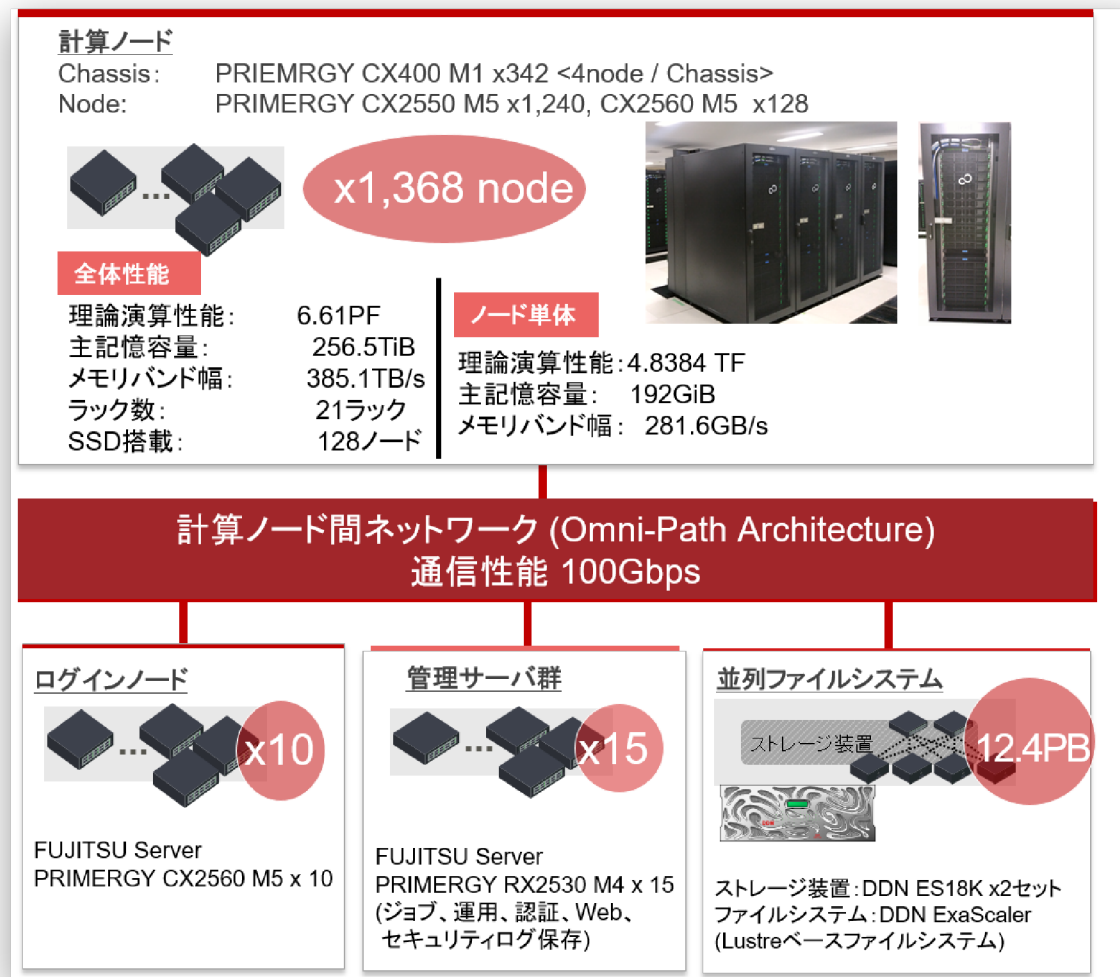 計算ノード
Chassis: PRIEMRGY CX400 M1 x342 <4node / Chassis>
Node: PRIMERGY CX2550 M5 x1,240, CX2560 M5 x128
...
x1,368 node
全体性能
理論演算性能: 6.61PF
主記憶容量: 256.5TiB
メモリバンド幅: 385.1TB/s
ラック数: 21ラック
SSD搭載: 128ノード
ノード単体
理論演算性能:4.8384 TF
主記憶容量: 192GiB
メモリバンド幅: 281.6GB/s
計算ノード間ネットワーク (Omni-Path Architecture)
通信性能 100Gbps
ログインノード
...
x10
FUJITSU Server
PRIMERGY CX2560 M5 x 10
管理サーバ群
...
x15
FUJITSU Server
PRIMERGY RX2530 M4 x 15
(ジョブ、運用、認証、Web、
セキュリティログ保存)
並列ファイルシステム
ストレージ装置
12.4PB
ストレージ装置:DDN ES18K x2セット
ファイルシステム:DDN ExaScaler
(Lustreベースファイルシステム)